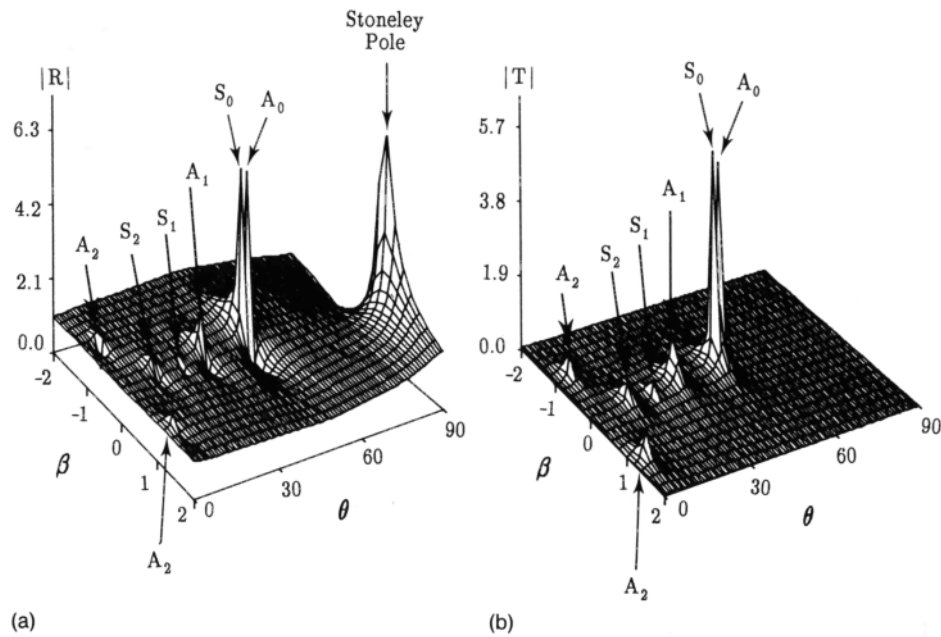 Stoneley
Pole
|R|
6.3
4.2
2.1
0.0
S₀
A₀
A₁
S₁
S₂
A₂
-2
-1
0
1
2
β
0
30
60
90
θ
A₂
(a)
|T|
5.7
3.8
1.9
0.0
S₀
A₀
A₁
S₁
S₂
A₂
-2
-1
0
1
2
β
0
30
60
90
θ
A₂
(b)